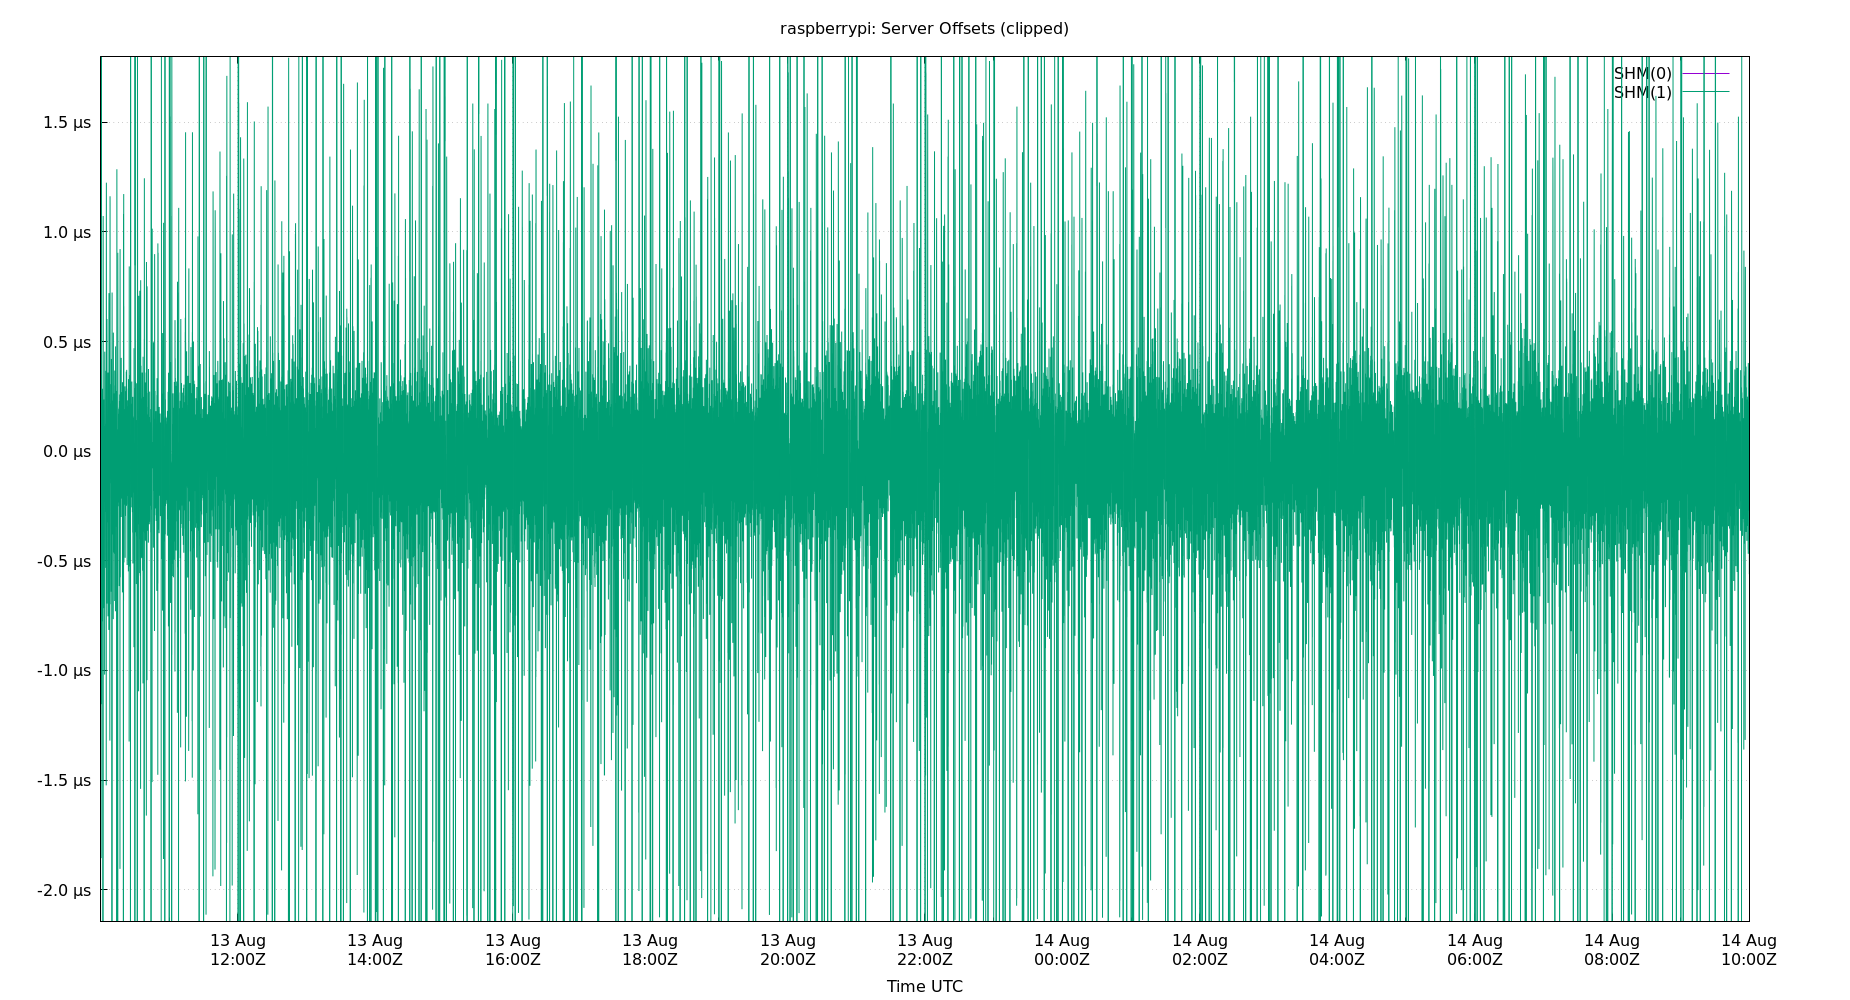 raspberrypi: Server Offsets (clipped)
SHM(0)
SHM(1)
1.5 µs
1.0 µs
0.5 µs
0.0 µs
-0.5 µs
-1.0 µs
-1.5 µs
-2.0 µs
13 Aug 13 Aug 13 Aug 13 Aug 13 Aug 13 Aug 14 Aug 14 Aug 14 Aug 14 Aug 14 Aug 14 Aug
12:00Z 14:00Z 16:00Z 18:00Z 20:00Z 22:00Z 00:00Z 02:00Z 04:00Z 06:00Z 08:00Z 10:00Z
Time UTC